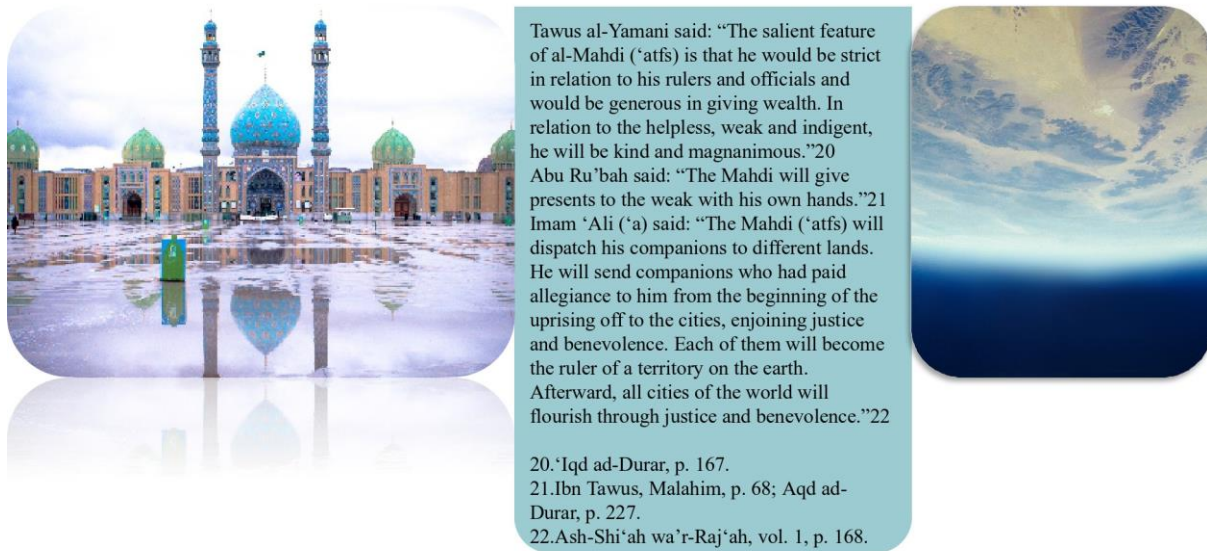 Tawus al-Yamani said: “The salient feature
of al-Mahdi (‘atfs) is that he would be strict
in relation to his rulers and officials and
would be generous in giving wealth. In
relation to the helpless, weak and indigent,
he will be kind and magnanimous.”20
Abu Ru’bah said: “The Mahdi will give
presents to the weak with his own hands.”21
Imam ‘Ali (‘a) said: “The Mahdi (‘atfs) will
dispatch his companions to different lands.
He will send companions who had paid
allegiance to him from the beginning of the
uprising off to the cities, enjoining justice
and benevolence. Each of them will become
the ruler of a territory on the earth.
Afterward, all cities of the world will
flourish through justice and benevolence.”22
20.‘Iqd ad-Durar, p. 167.
21.Ibn Tawus, Malahim, p. 68; Aqd ad-
Durar, p. 227.
22.Ash-Shi‘ah wa’r-Raj‘ah, vol. 1, p. 168.